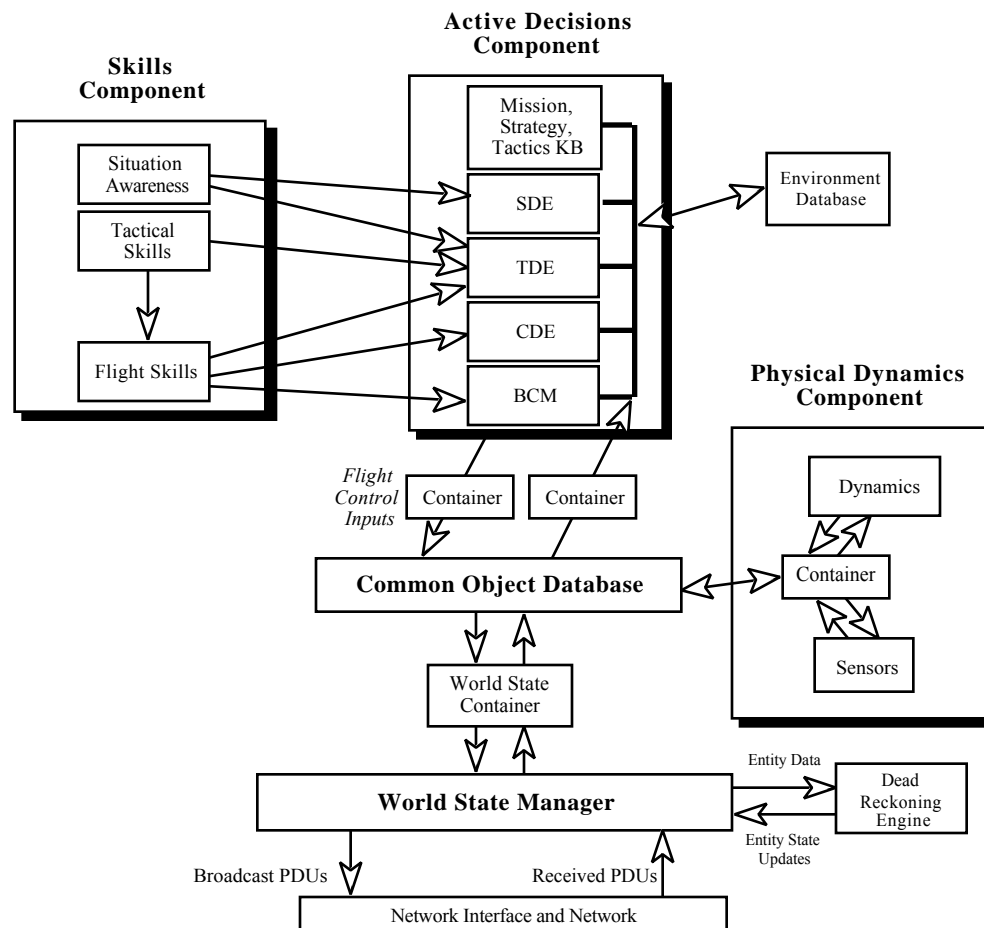 Active Decisions
Component
Skills
Component
Mission,
Strategy,
Tactics KB
Situation
Awareness
SDE
Environment
Database
Tactical
Skills
TDE
CDE
Flight Skills
BCM
Physical Dynamics
Component
Flight
Control
Inputs
Container
Container
Dynamics
Common Object Database
Container
Sensors
World State
Container
World State Manager
Entity Data
Dead
Reckoning
Engine
Entity State
Updates
Broadcast PDUs
Received PDUs
Network Interface and Network